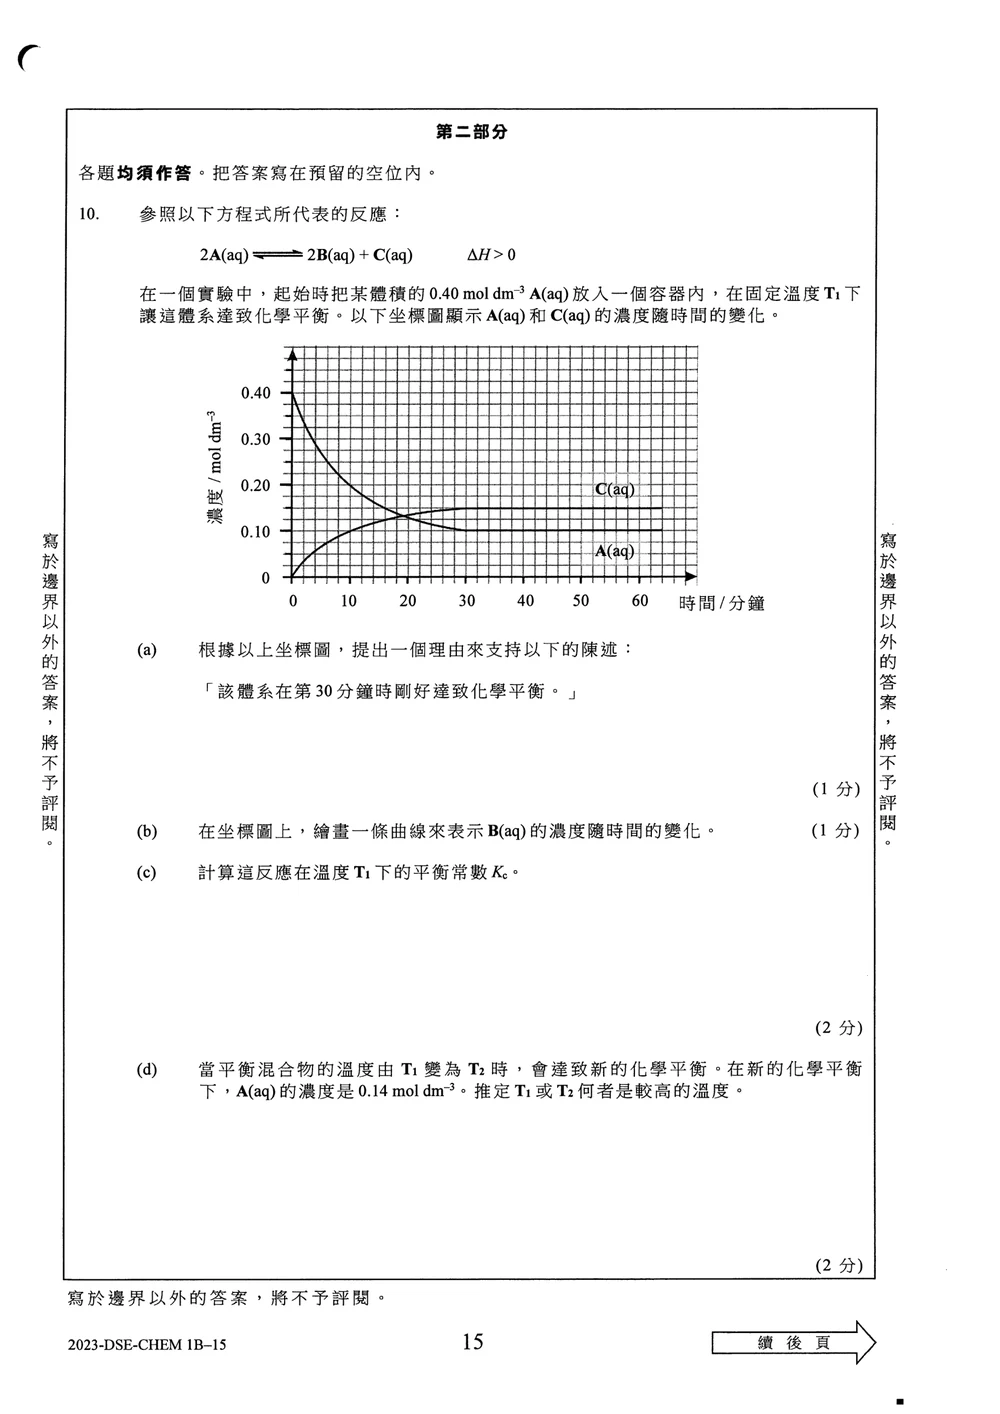 第二部分
各題均須作答。把答案寫在預留的空位內。
10. 參照以下方程式所代表的反應：
2A(aq) ⇌ 2B(aq) + C(aq) ΔH > 0
在一個實驗中，起始時把某體積的 0.40 mol dm⁻³ A(aq) 放入一個容器內，在固定溫度 T₁ 下
讓這體系達致化學平衡。以下坐標圖顯示 A(aq) 和 C(aq) 的濃度隨時間的變化。
濃度 / mol dm⁻³
0.40
0.30
0.20
0.10
0
C(aq)
A(aq)
0 10 20 30 40 50 60 時間 / 分鐘
(a) 根據以上坐標圖，提出一個理由來支持以下的陳述：
「該體系在第 30 分鐘時剛好達致化學平衡。」
(1 分)
(b) 在坐標圖上，繪畫一條曲線來表示 B(aq) 的濃度隨時間的變化。 (1 分)
(c) 計算這反應在溫度 T₁ 下的平衡常數 Kc。
(2 分)
(d) 當平衡混合物的溫度由 T₁ 變為 T₂ 時，會達致新的化學平衡。在新的化學平衡
下，A(aq) 的濃度是 0.14 mol dm⁻³。推定 T₁ 或 T₂ 何者是較高的溫度。
(2 分)
寫於邊界以外的答案，將不予評閱。
寫於邊界以外的答案，將不予評閱。
寫於邊界以外的答案，將不予評閱。
2023-DSE-CHEM 1B–15
15
續後頁